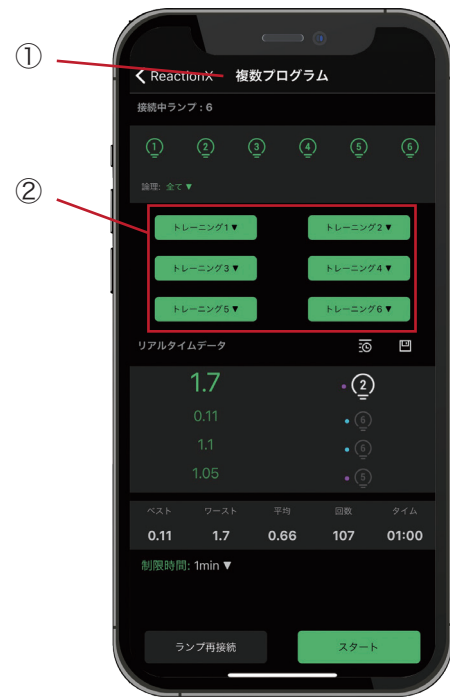 ①
ReactionX 複数プログラム
接続中ランプ : 6
1 2 3 4 5 6
論理: 全て▼
②
トレーニング1▼ トレーニング2▼
トレーニング3▼ トレーニング4▼
トレーニング5▼ トレーニング6▼
リアルタイムデータ
1.7 2
0.11 6
1.1 6
1.05 5
ベスト ワースト 平均 回数 タイム
0.11 1.7 0.66 107 01:00
制限時間: 1min ▼
ランプ再接続 スタート